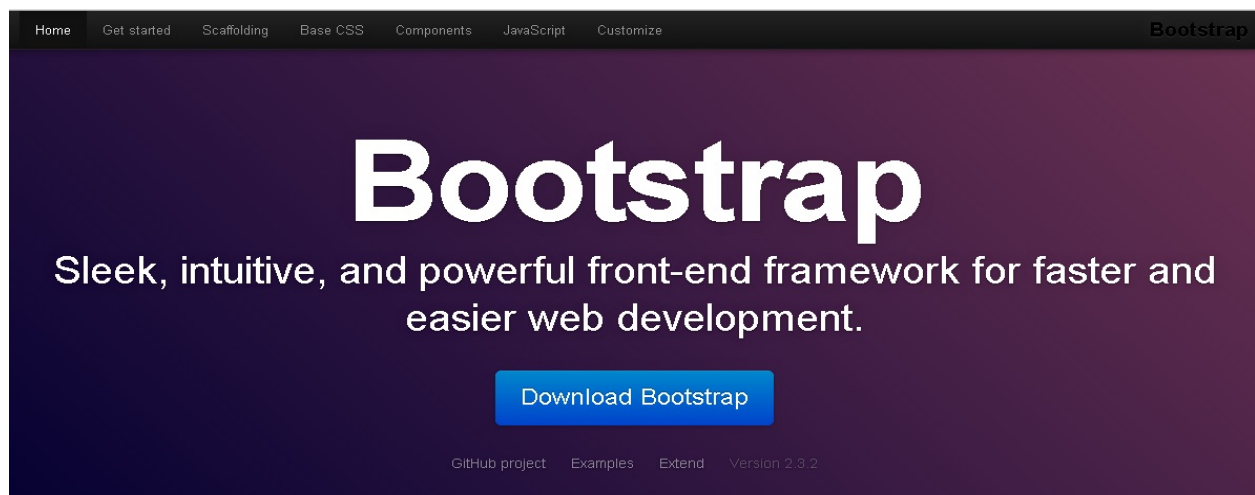 Home Get started Scaffolding Base CSS Components JavaScript Customize Bootstrap
Bootstrap
Sleek, intuitive, and powerful front-end framework for faster and
easier web development.
Download Bootstrap
GitHub project Examples Extend Version 2.3.2